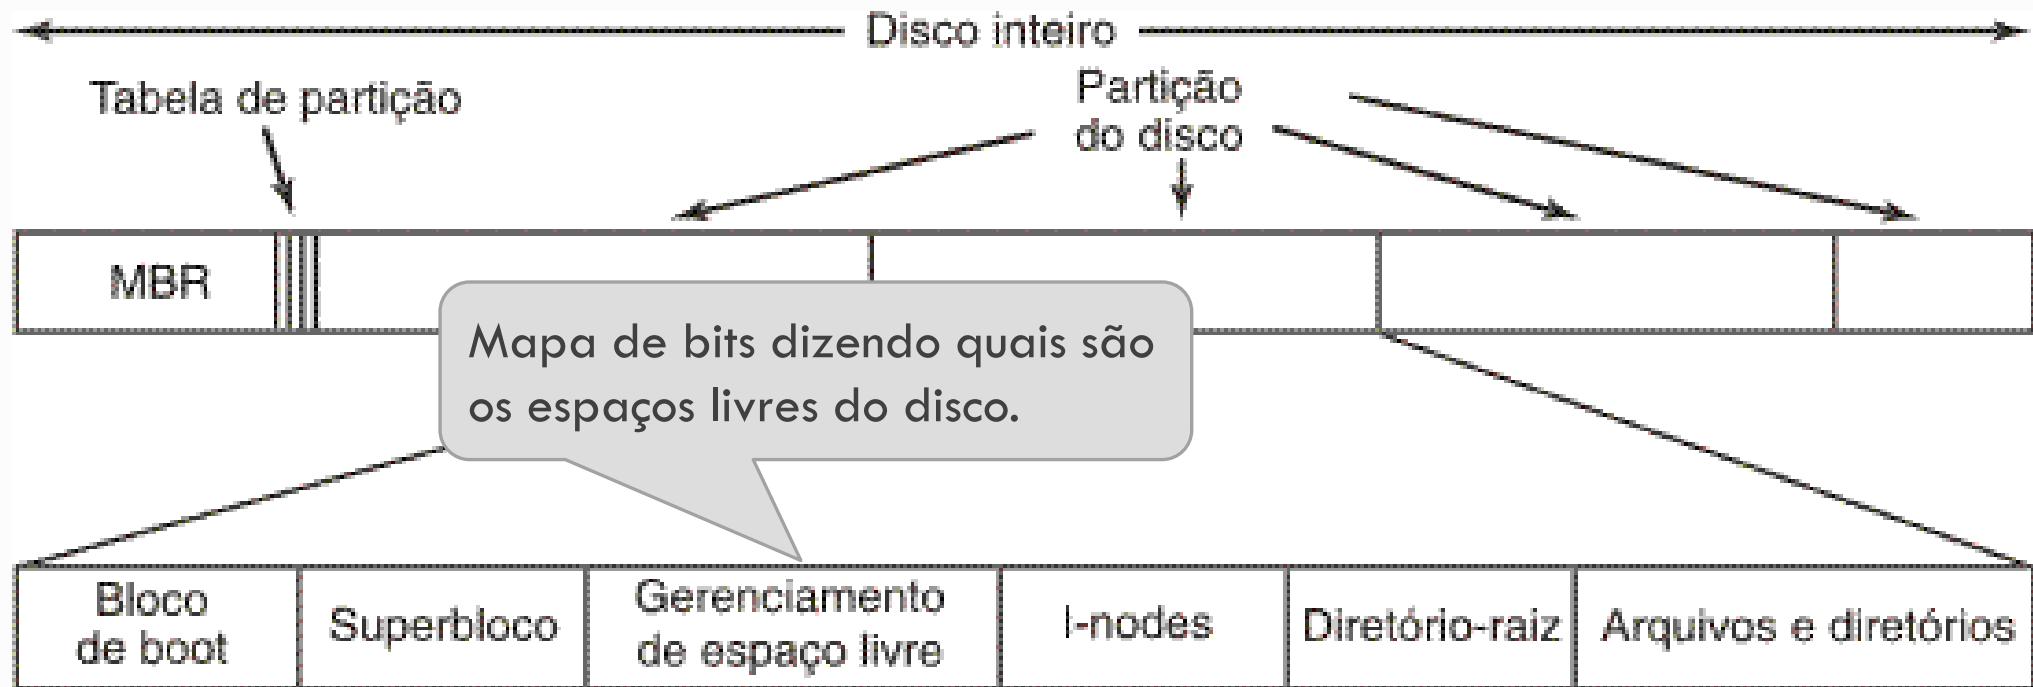 Disco inteiro
Tabela de partição
Partição
do disco
MBR
Mapa de bits dizendo quais são
os espaços livres do disco.
Bloco
de boot
Superbloco
Gerenciamento
de espaço livre
I-nodes
Diretório-raiz
Arquivos e diretórios